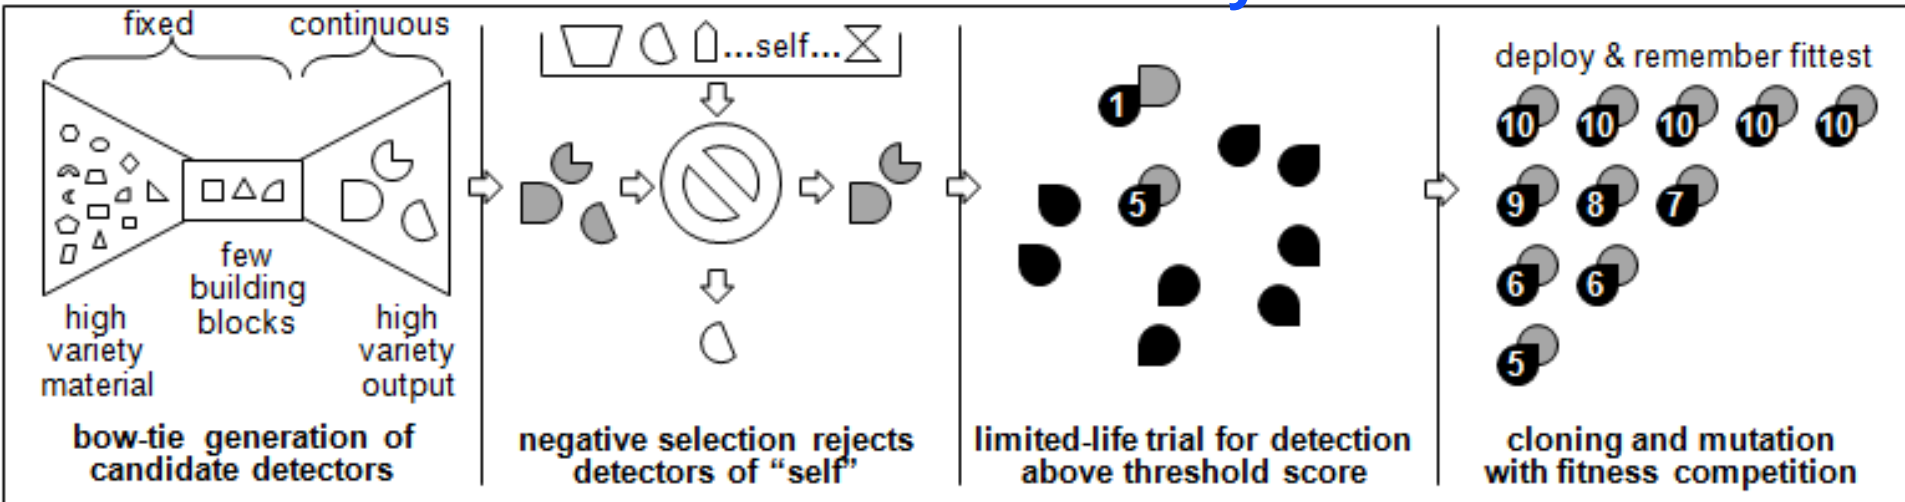 fixed
continuous
few
building
blocks
high
variety
material
high
variety
output
bow-tie generation of
candidate detectors
...self...
negative selection rejects
detectors of “self”
1
5
limited-life trial for detection
above threshold score
deploy & remember fittest
10 10 10 10 10
9 8 7
6 6
5
cloning and mutation
with fitness competition